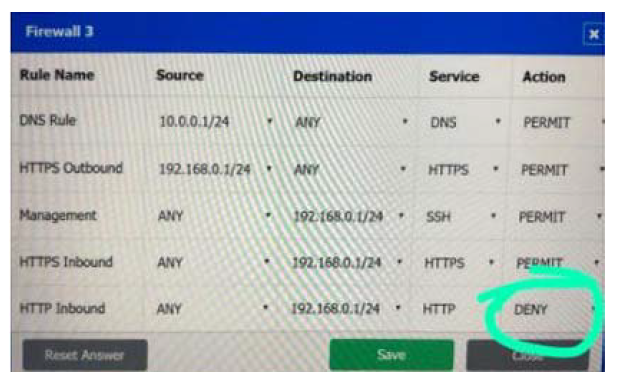 Firewall 3
Rule Name Source Destination Service Action
DNS Rule 10.0.0.1/24 ANY DNS PERMIT
HTTPS Outbound 192.168.0.1/24 ANY HTTPS PERMIT
Management ANY 192.168.0.1/24 SSH PERMIT
HTTPS Inbound ANY 192.168.0.1/24 HTTPS PERMIT
HTTP Inbound ANY 192.168.0.1/24 HTTP DENY
Reset Answer Save Close